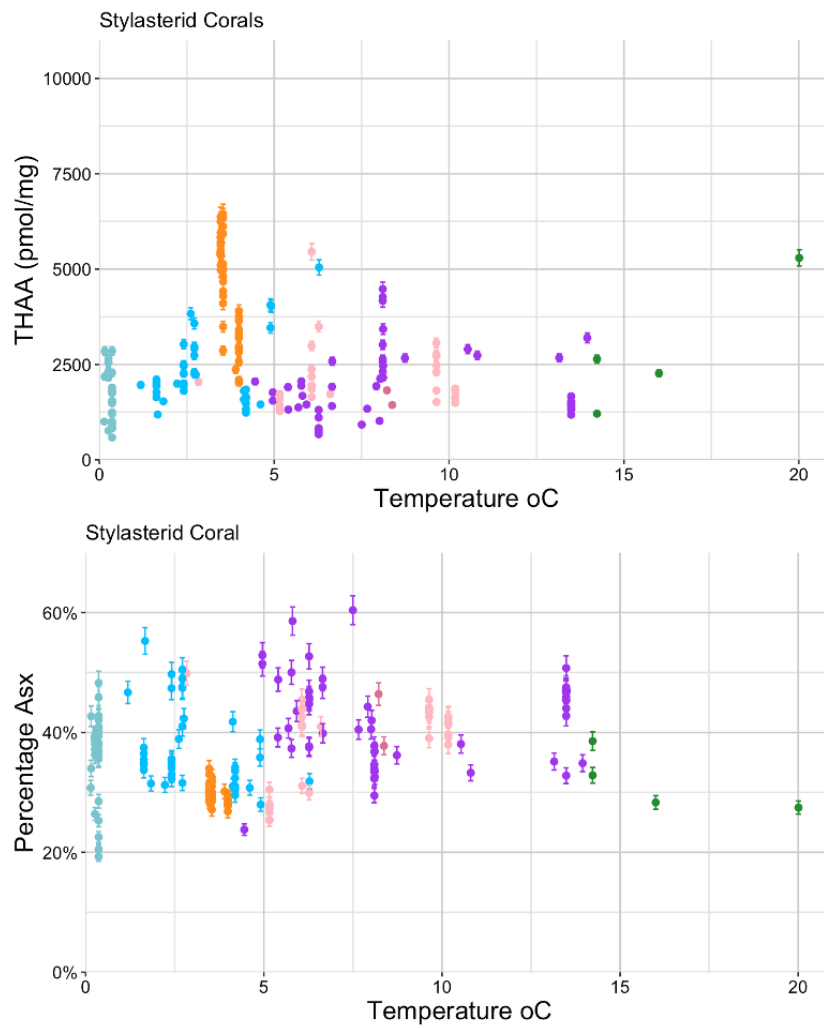 Stylasterid Corals
THAA (pmol/mg)
10000
7500
5000
2500
0
0 5 10 15 20
Temperature oC
Stylasterid Coral
Percentage Asx
60%
40%
20%
0%
0 5 10 15 20
Temperature oC